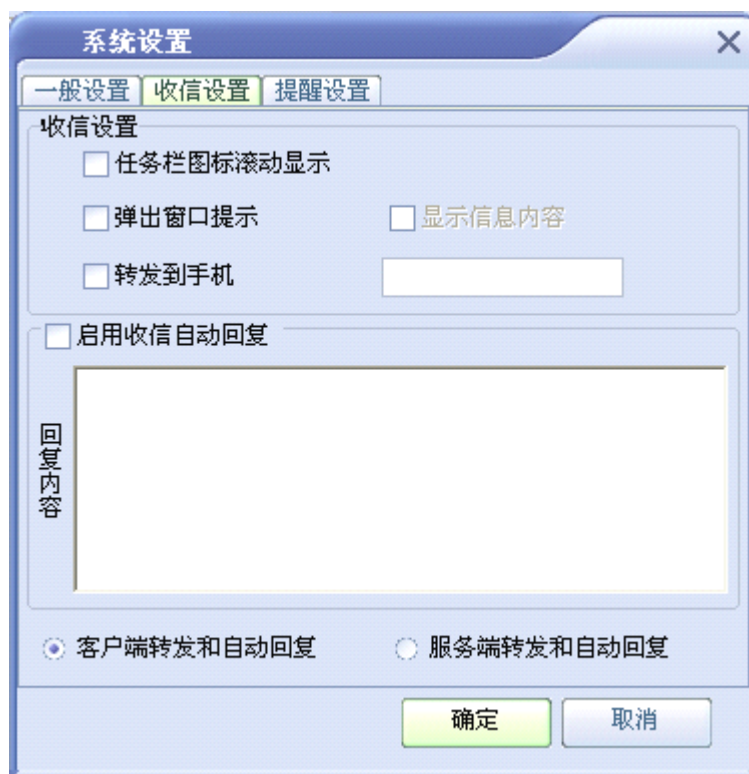 系统设置
一般设置 收信设置 提醒设置
收信设置
任务栏图标滚动显示
弹出窗口提示 显示信息内容
转发到手机
启用收信自动回复
回复内容
客户端转发和自动回复 服务端转发和自动回复
确定 取消